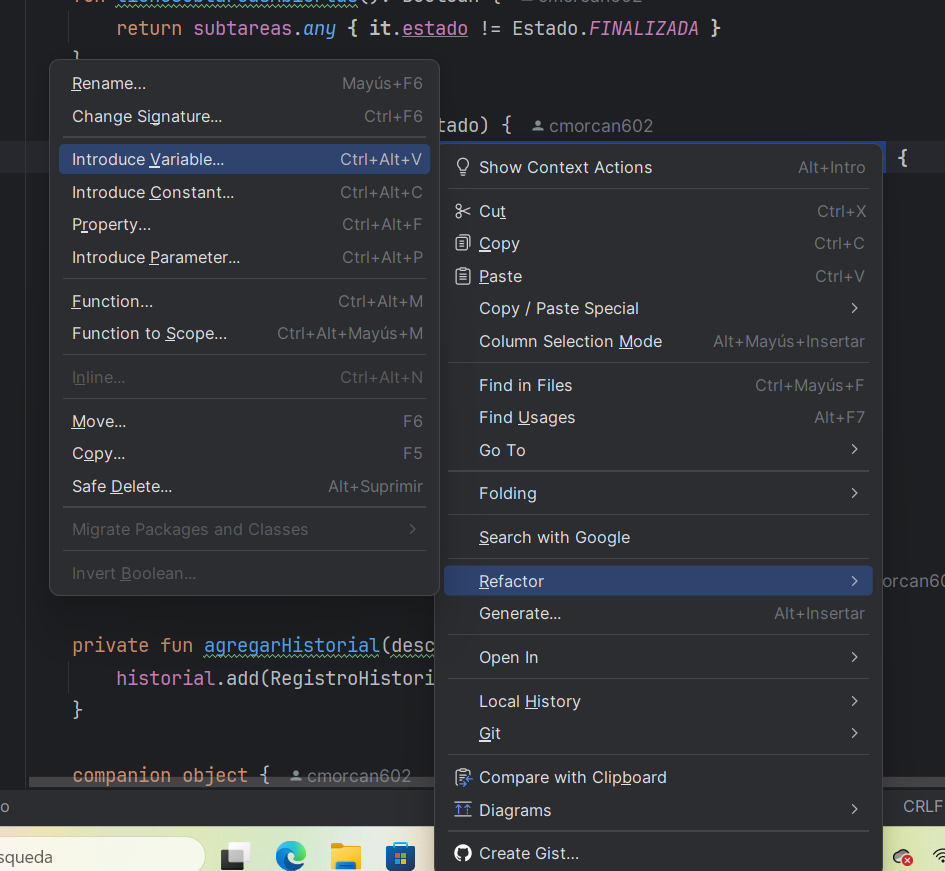 return subtareas.any { it.estado != Estado.FINALIZADA }
}
tado) { cmorcan602
{
Rename... Mayús+F6
Change Signature... Ctrl+F6
Introduce Variable... Ctrl+Alt+V
Introduce Constant... Ctrl+Alt+C
Property... Ctrl+Alt+F
Introduce Parameter... Ctrl+Alt+P
Function... Ctrl+Alt+M
Function to Scope... Ctrl+Alt+Mayús+M
Inline... Ctrl+Alt+N
Move... F6
Copy... F5
Safe Delete... Alt+Suprimir
Migrate Packages and Classes
Invert Boolean...
Show Context Actions Alt+Intro
Cut Ctrl+X
Copy Ctrl+C
Paste Ctrl+V
Copy / Paste Special
Column Selection Mode Alt+Mayús+Insertar
Find in Files Ctrl+Mayús+F
Find Usages Alt+F7
Go To
Folding
Search with Google
Refactor
Generate... Alt+Insertar
Open In
Local History
Git
Compare with Clipboard
Diagrams
Create Gist...
orcan60
private fun agregarHistorial(desc
historial.add(RegistroHistori
}
companion object { cmorcan602
o
CRLF
squeda